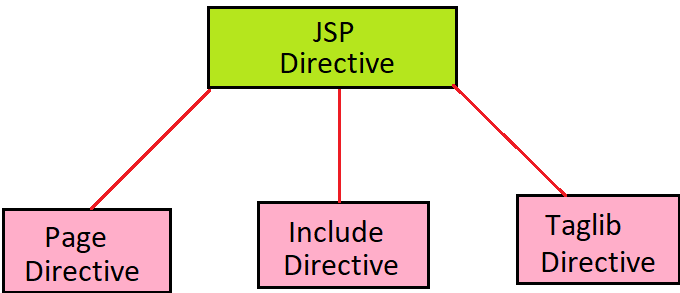 JSP
Directive
Page
Directive
Include
Directive
Taglib
Directive